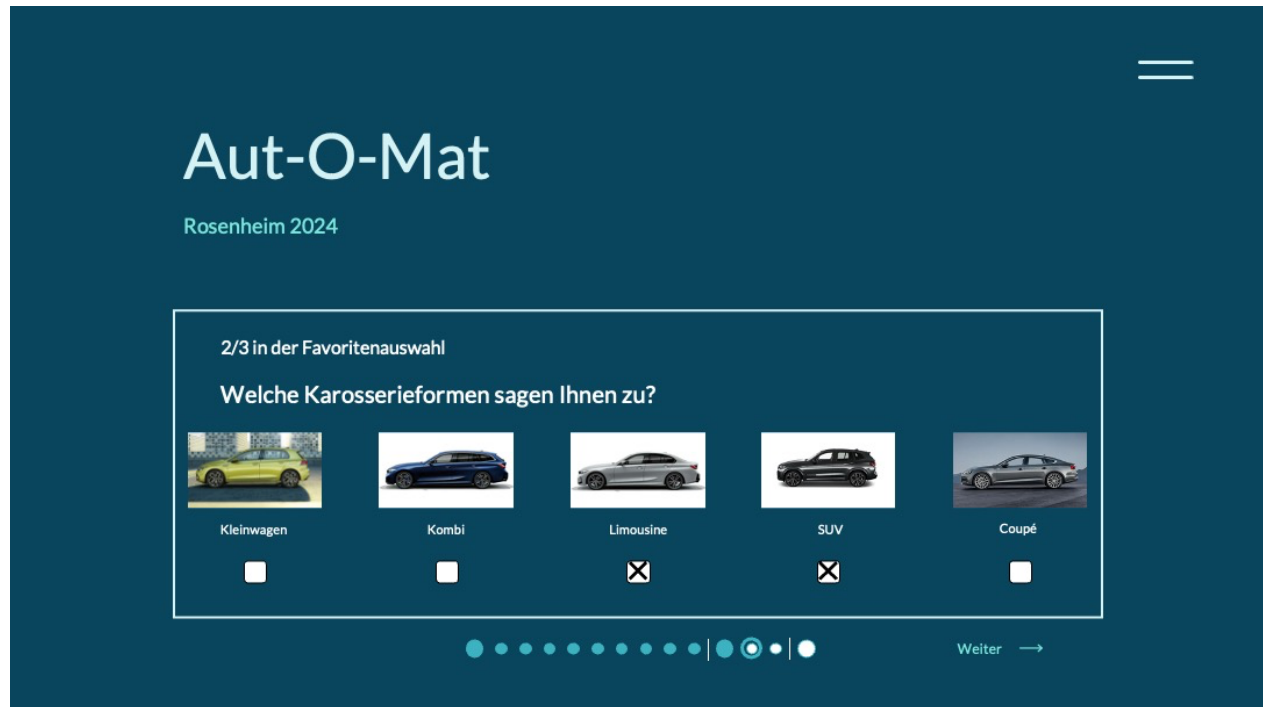 Aut-O-Mat
Rosenheim 2024
2/3 in der Favoritenauswahl
Welche Karosserieformen sagen Ihnen zu?
Kleinwagen
Kombi
Limousine
SUV
Coupé
Weiter